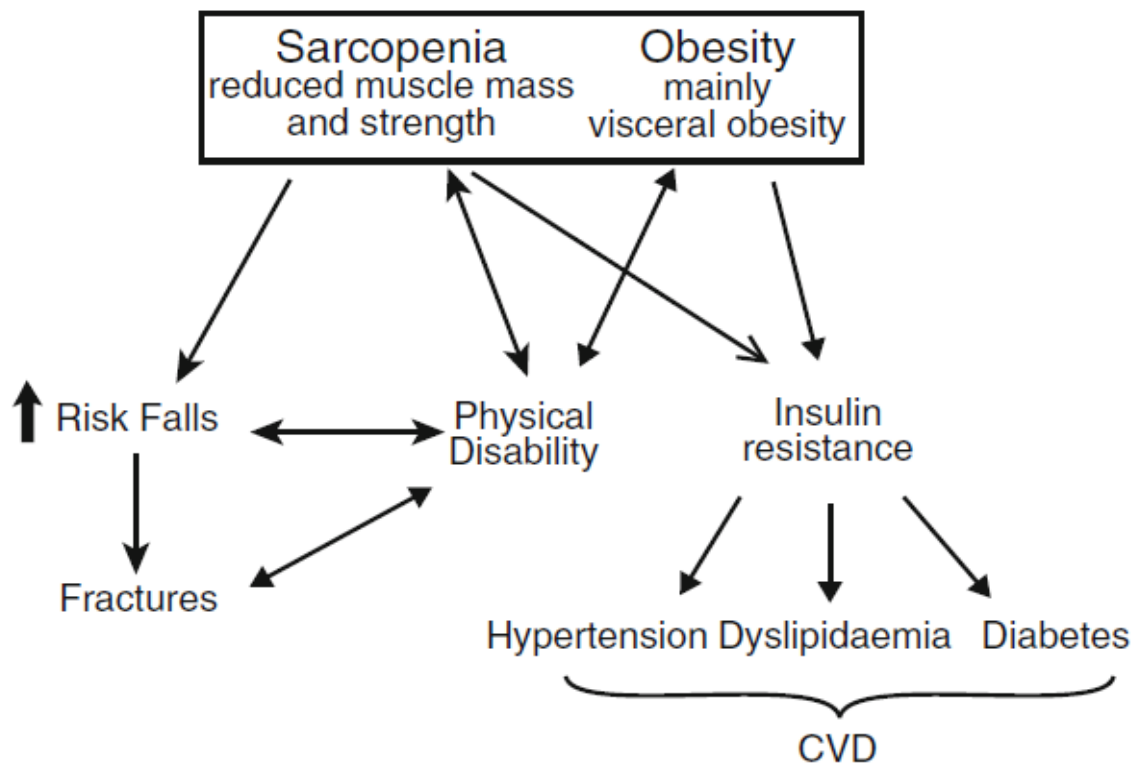 Sarcopenia
reduced muscle mass
and strength
Obesity
mainly
visceral obesity
Risk Falls
Physical
Disability
Insulin
resistance
Fractures
Hypertension
Dyslipidaemia
Diabetes
CVD